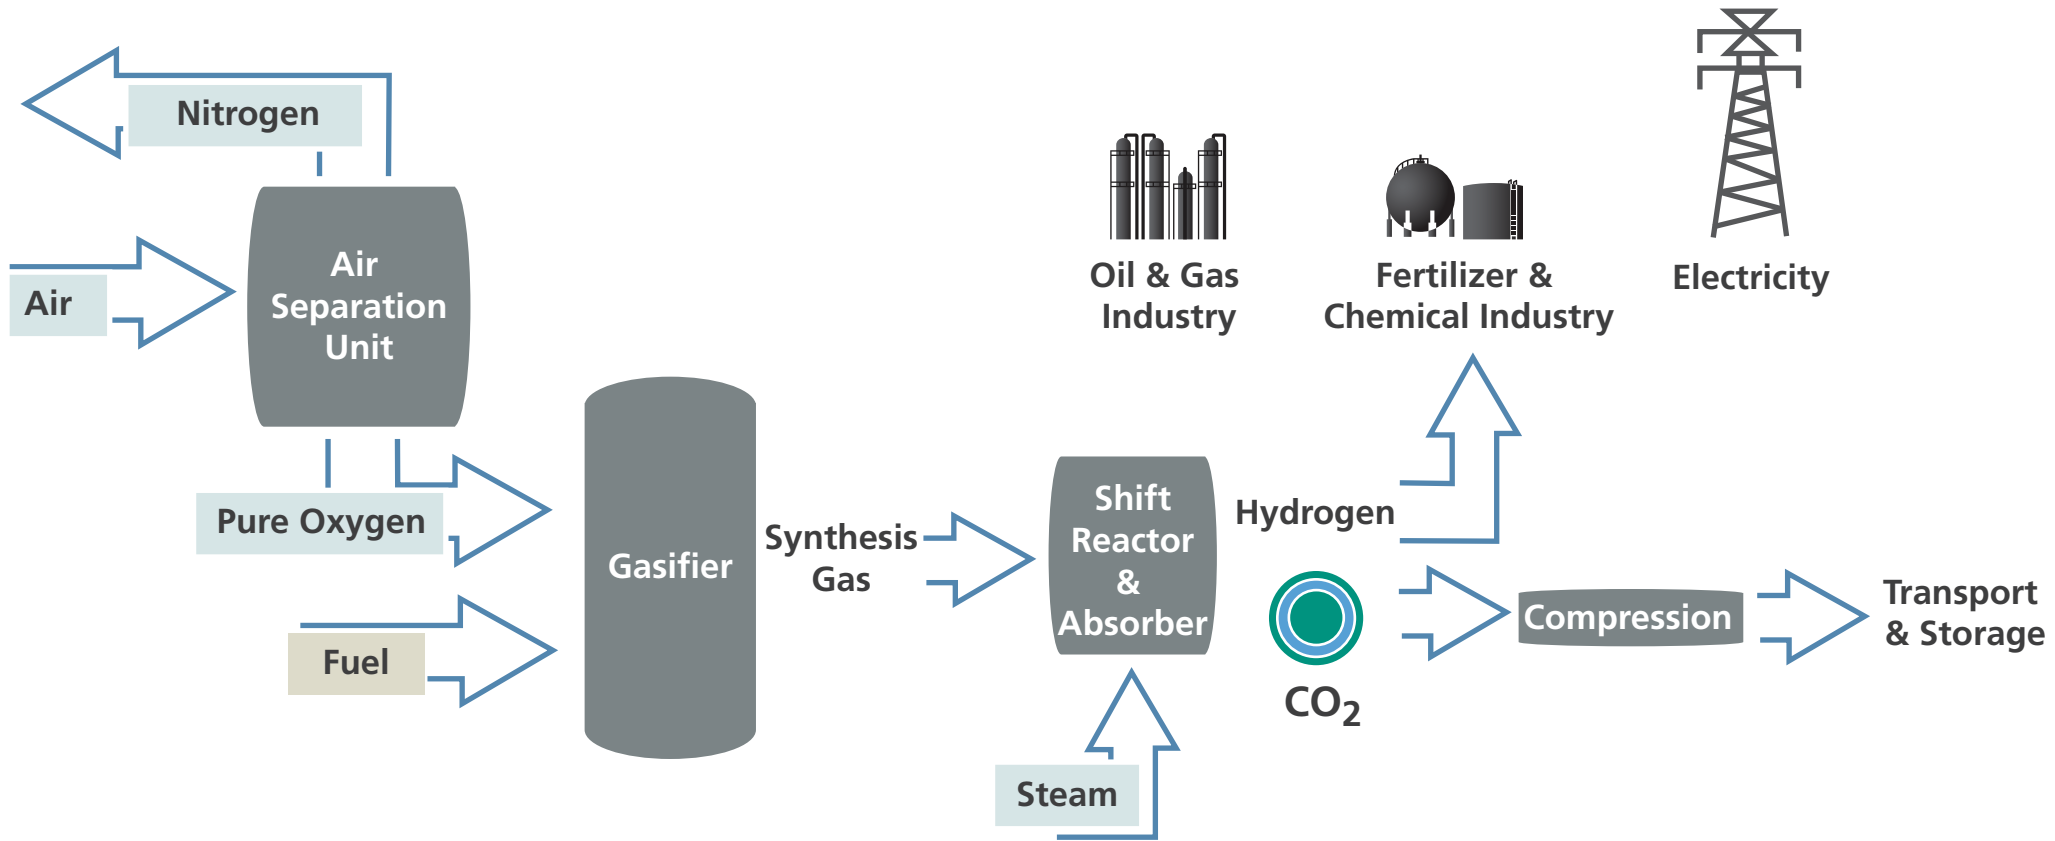 Nitrogen
Air
Air
Separation
Unit
Pure Oxygen
Fuel
Gasifier
Synthesis
Gas
Shift
Reactor
&
Absorber
Steam
Hydrogen
CO2
Oil & Gas
Industry
Fertilizer &
Chemical Industry
Electricity
Compression
Transport
& Storage